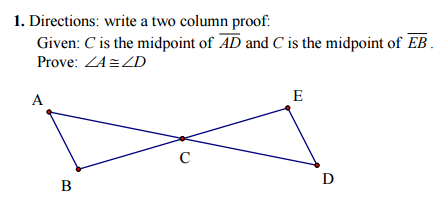 1. Directions: write a two column proof:
Given: C is the midpoint of AD and C is the midpoint of EB.
Prove: ∠A≅∠D
A
E
C
B
D